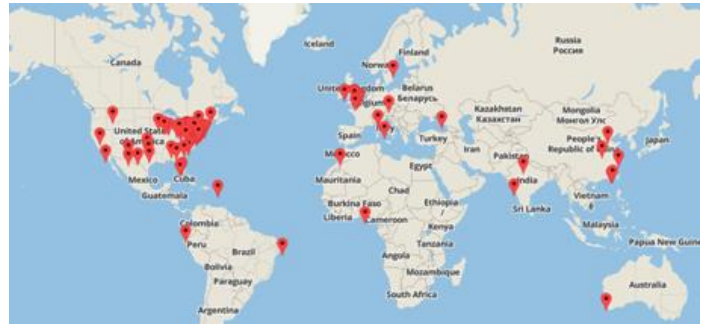 Iceland
Finland
Russia
Россия
Norway
Canada
United Kingdom
Belarus
Беларусь
Belgium
Kazakhstan
Казахстан
Mongolia
Монгол Улс
United States
of America
Spain
Italy
Turkey
People's
Republic of China
Japan
Morocco
Iran
Pakistan
Mexico
Cuba
Mauritania
Egypt
India
Guatemala
Chad
Vietnam
Burkina Faso
Ethiopia
Liberia
Cameroon
Sri Lanka
Malaysia
Colombia
Kenya
Peru
Brazil
Tanzania
Papua New Guine
Angola
Bolivia
Mozambique
Paraguay
Australia
South Africa
Argentina